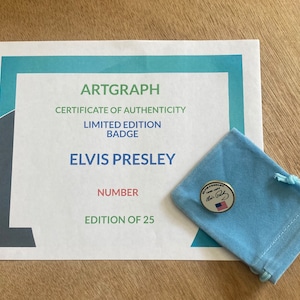 ARTGRAPH
CERTIFICATE OF AUTHENTICITY
LIMITED EDITION
BADGE
ELVIS PRESLEY
NUMBER
EDITION OF 25